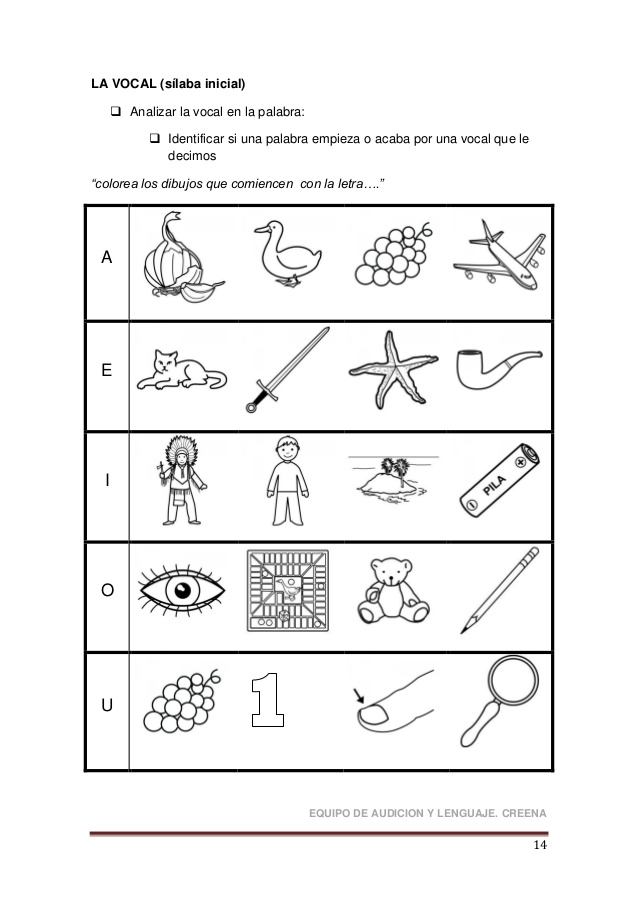 LA VOCAL (sílaba inicial)
❑ Analizar la vocal en la palabra:
❑ Identificar si una palabra empieza o acaba por una vocal que le
decimos
“colorea los dibujos que comiencen con la letra….”
A
E
I
PILA
O
U
1
EQUIPO DE AUDICION Y LENGUAJE. CREENA
14